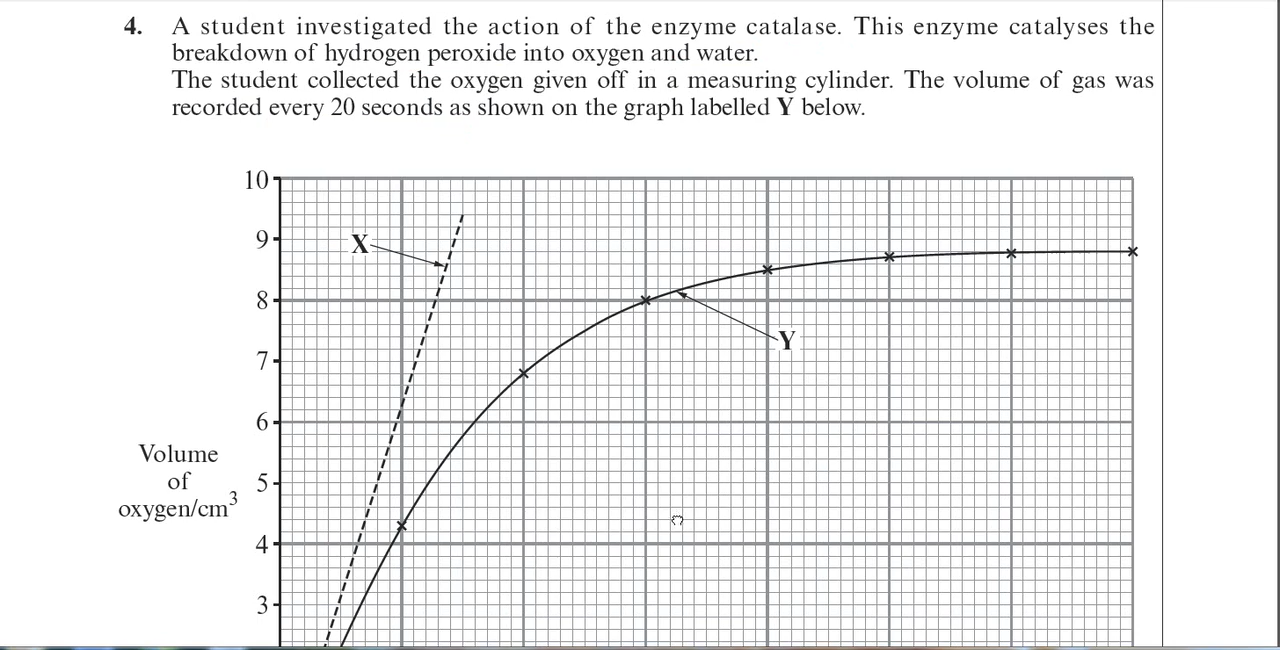 4. A student investigated the action of the enzyme catalase. This enzyme catalyses the
breakdown of hydrogen peroxide into oxygen and water.
The student collected the oxygen given off in a measuring cylinder. The volume of gas was
recorded every 20 seconds as shown on the graph labelled Y below.
10
9
X
8
7
Y
6
Volume
of
oxygen/cm³
5
4
3